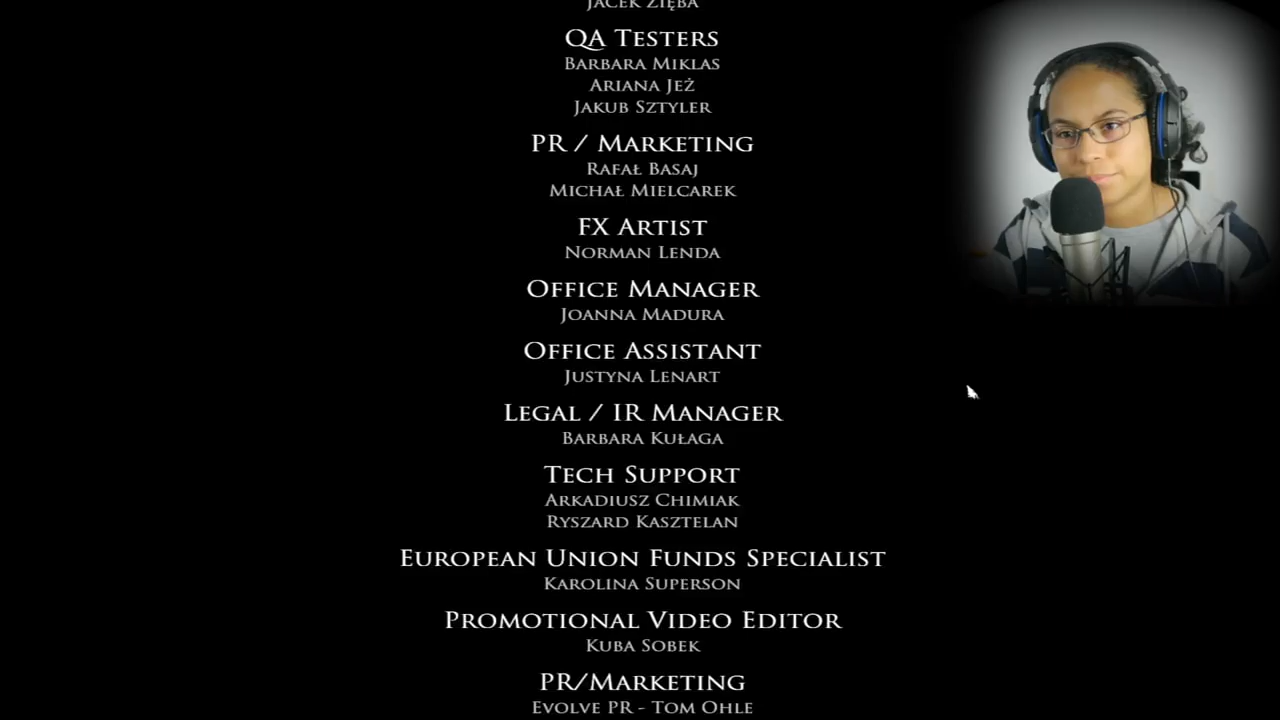 Jacek Zięba
QA Testers
Barbara Miklas
Ariana Jeż
Jakub Sztyler
PR / Marketing
Rafał Basaj
Michał Mielcarek
FX Artist
Norman Lenda
Office Manager
Joanna Madura
Office Assistant
Justyna Lenart
Legal / IR Manager
Barbara Kułaga
Tech Support
Arkadiusz Chimiak
Ryszard Kasztelan
European Union Funds Specialist
Karolina Superson
Promotional Video Editor
Kuba Sobek
PR/Marketing
Evolve PR - Tom Ohle